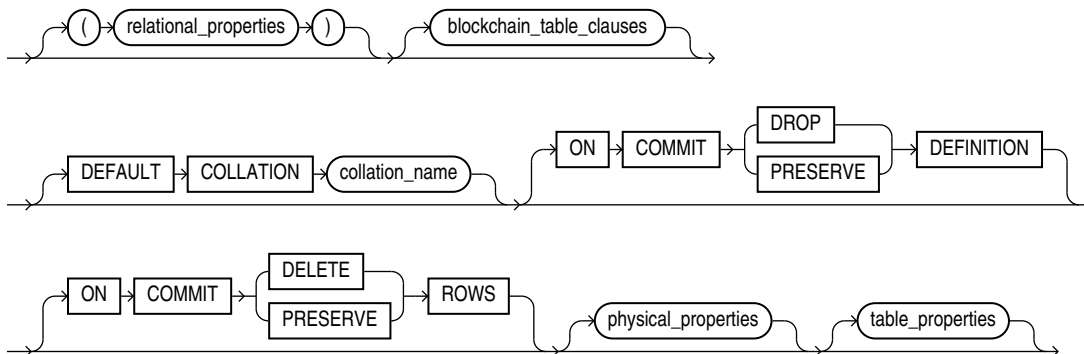 ( relational_properties ) blockchain_table_clauses
DROP
ON COMMIT DEFINITION
DEFAULT COLLATION collation_name PRESERVE
DELETE
ON COMMIT ROWS
PRESERVE physical_properties table_properties